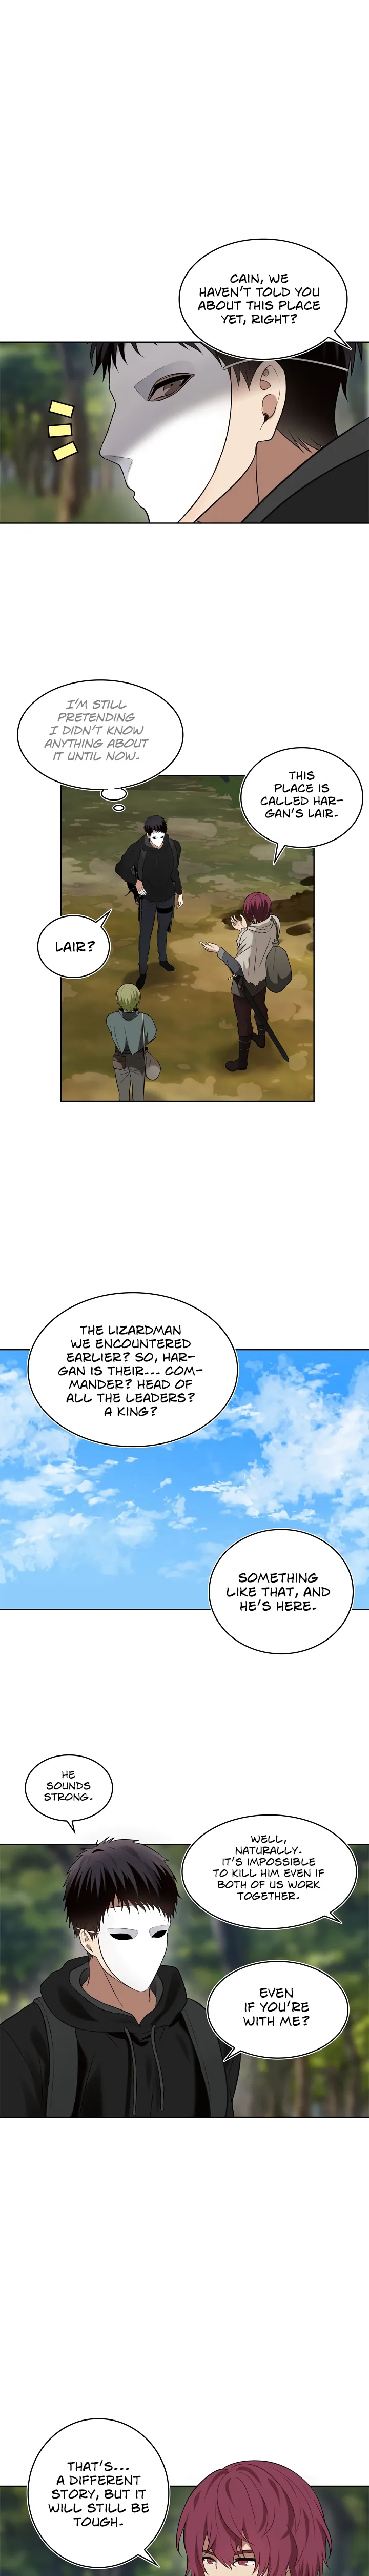 CAIN, WE
HAVEN'T TOLD YOU
ABOUT THIS PLACE
YET, RIGHT?
I'M STILL
PRETENDING
I DIDN'T KNOW
ANYTHING ABOUT
IT UNTIL NOW.
THIS
PLACE IS
CALLED HAR-
GAN'S LAIR.
LAIR?
THE LIZARDMAN
WE ENCOUNTERED
EARLIER? SO, HAR-
GAN IS THEIR... COM-
MANDER? HEAD OF
ALL THE LEADERS?
A KING?
SOMETHING
LIKE THAT, AND
HE'S HERE.
HE
SOUNDS
STRONG.
WELL,
NATURALLY.
IT'S IMPOSSIBLE
TO KILL HIM EVEN IF
BOTH OF US WORK
TOGETHER.
EVEN
IF YOU'RE
WITH ME?
THAT'S...
A DIFFERENT
STORY, BUT IT
WILL STILL BE
TOUGH.